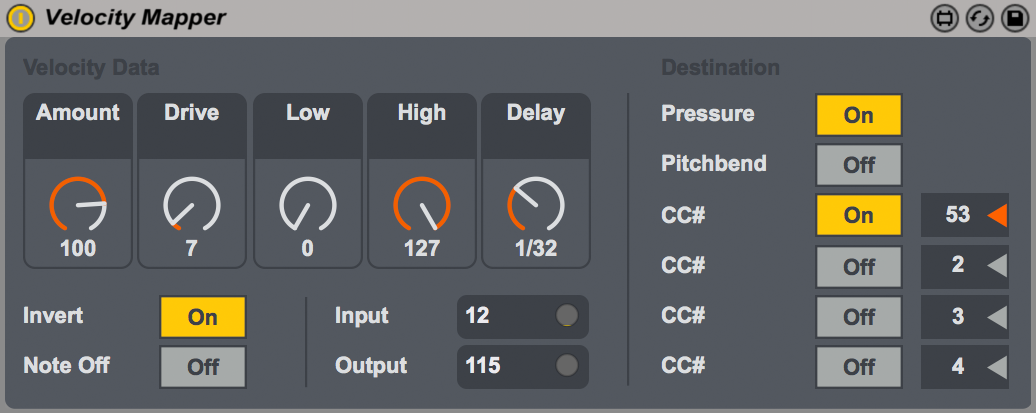 Velocity Mapper
Velocity Data
Amount Drive Low High Delay
100 7 0 127 1/32
Invert On
Note Off Off
Input 12
Output 115
Destination
Pressure On
Pitchbend Off
CC# On 53
CC# Off 2
CC# Off 3
CC# Off 4